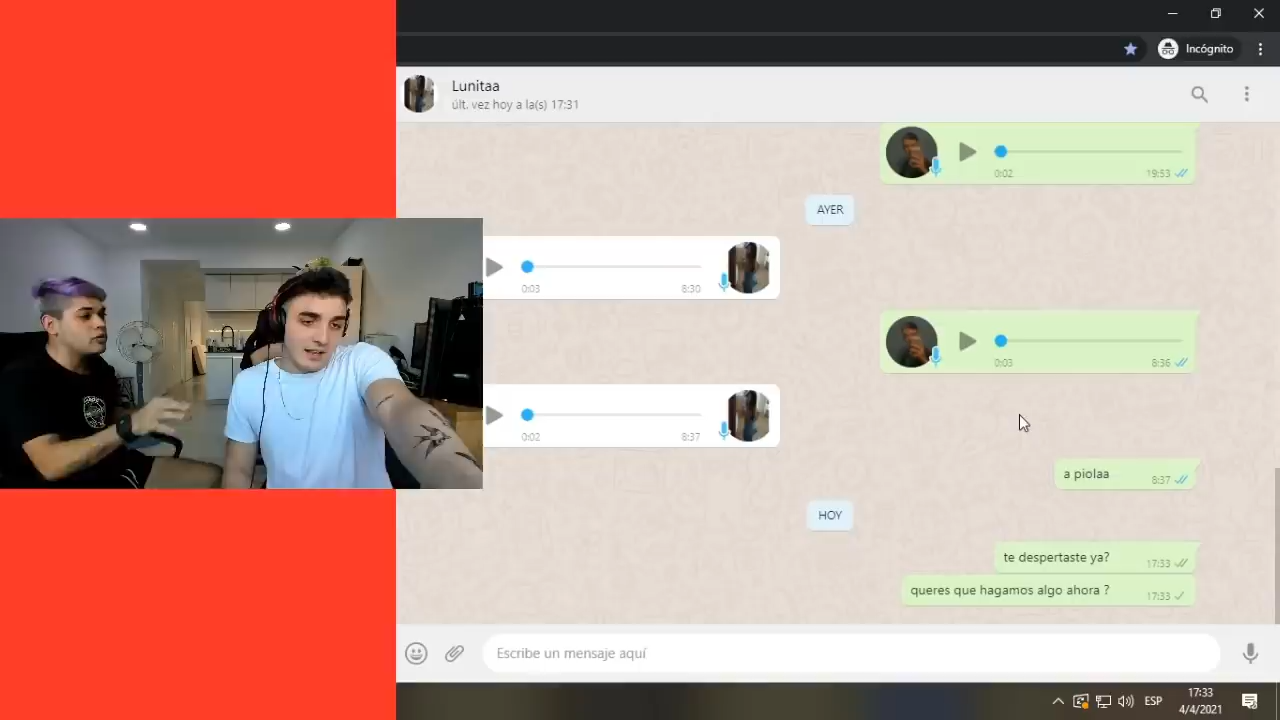 Incógnito
Lunitaa
últ. vez hoy a la(s) 17:31
0:02
19:53
AYER
0:03
8:30
0:03
8:36
0:02
8:37
a piolaa
8:37
HOY
te despertaste ya?
17:33
queres que hagamos algo ahora ?
17:33
Escribe un mensaje aquí
ESP
17:33
4/4/2021